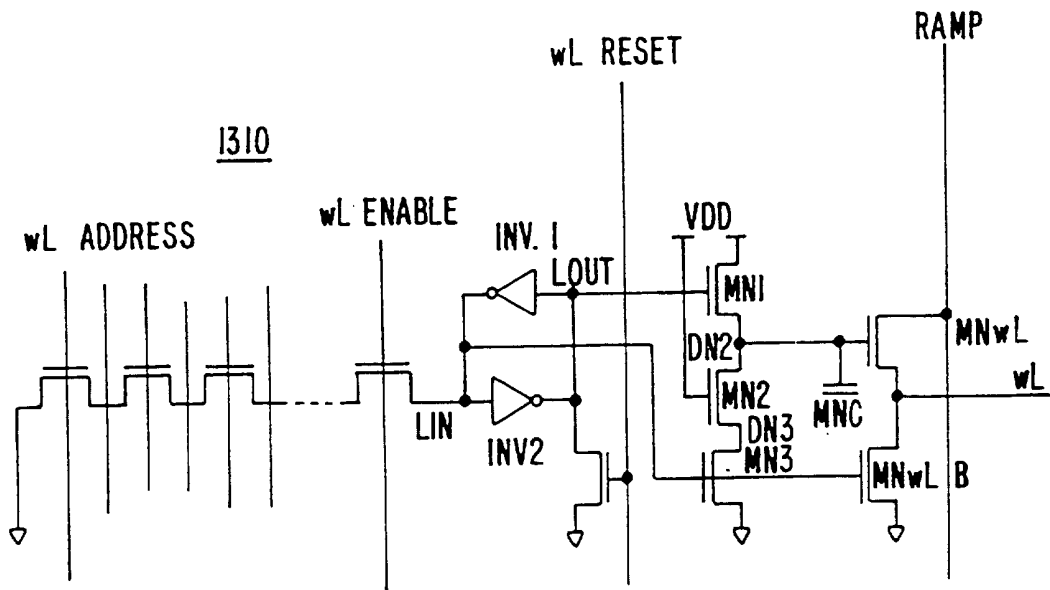 RAMP
wL RESET
1310
wL ADDRESS
wL ENABLE
VDD
INV. 1
LOUT
MN1
DN2
MNwL
wL
MN2
MNC
LIN
INV2
DN3
MN3
MNwL B